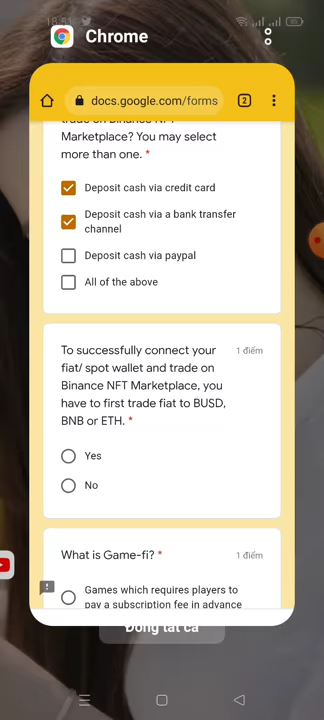 18:51
Chrome
docs.google.com/forms
2
trade on Binance NFT
Marketplace? You may select
more than one. *
Deposit cash via credit card
Deposit cash via a bank transfer
channel
Deposit cash via paypal
All of the above
To successfully connect your
fiat/ spot wallet and trade on
Binance NFT Marketplace, you
have to first trade fiat to BUSD,
BNB or ETH. *
1 điểm
Yes
No
What is Game-fi? *
1 điểm
Games which requires players to
pay a subscription fee in advance
Đóng tất cả